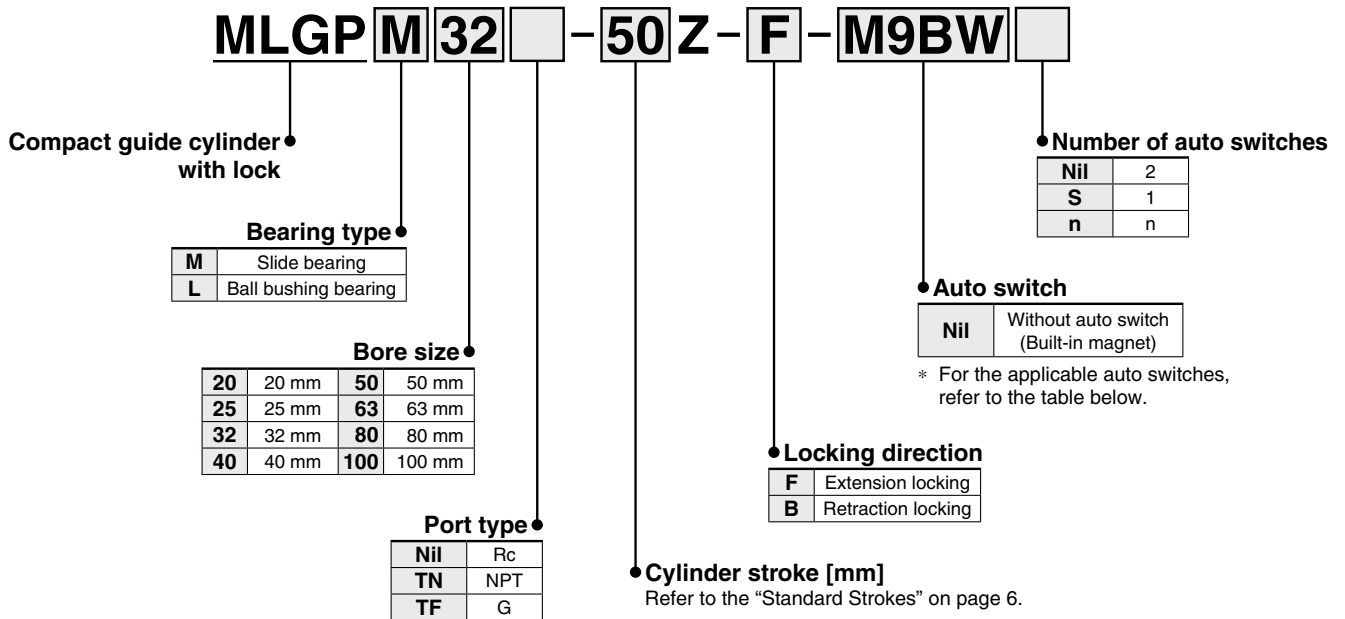 MLGP M 32 - 50 Z - F - M9BW
Compact guide cylinder
with lock
Bearing type
M Slide bearing
L Ball bushing bearing
Bore size
20 20 mm 50 50 mm
25 25 mm 63 63 mm
32 32 mm 80 80 mm
40 40 mm 100 100 mm
Port type
Nil Rc
TN NPT
TF G
Cylinder stroke [mm]
Refer to the “Standard Strokes” on page 6.
Locking direction
F Extension locking
B Retraction locking
Auto switch
Nil Without auto switch
(Built-in magnet)
* For the applicable auto switches,
refer to the table below.
Number of auto switches
Nil 2
S 1
n n